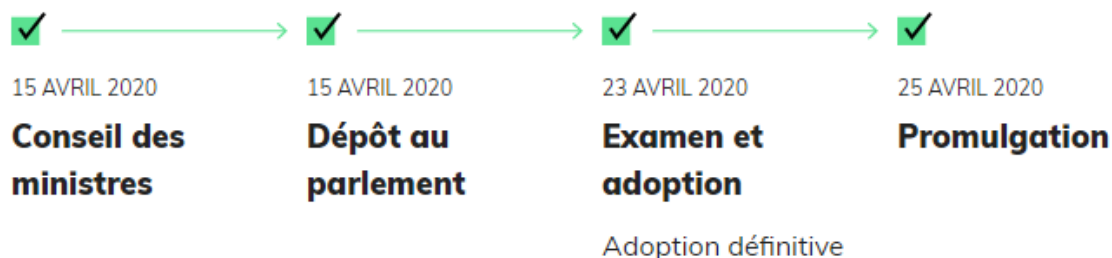 15 AVRIL 2020
Conseil des
ministres
15 AVRIL 2020
Dépôt au
parlement
23 AVRIL 2020
Examen et
adoption
Adoption définitive
25 AVRIL 2020
Promulgation